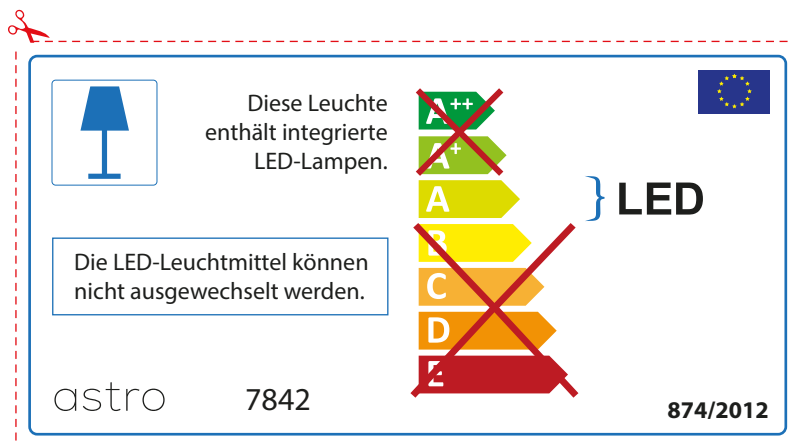 Diese Leuchte
enthält integrierte
LED-Lampen.
A++
A+
A
B
C
D
E
LED
Die LED-Leuchtmittel können
nicht ausgewechselt werden.
astro
7842
874/2012